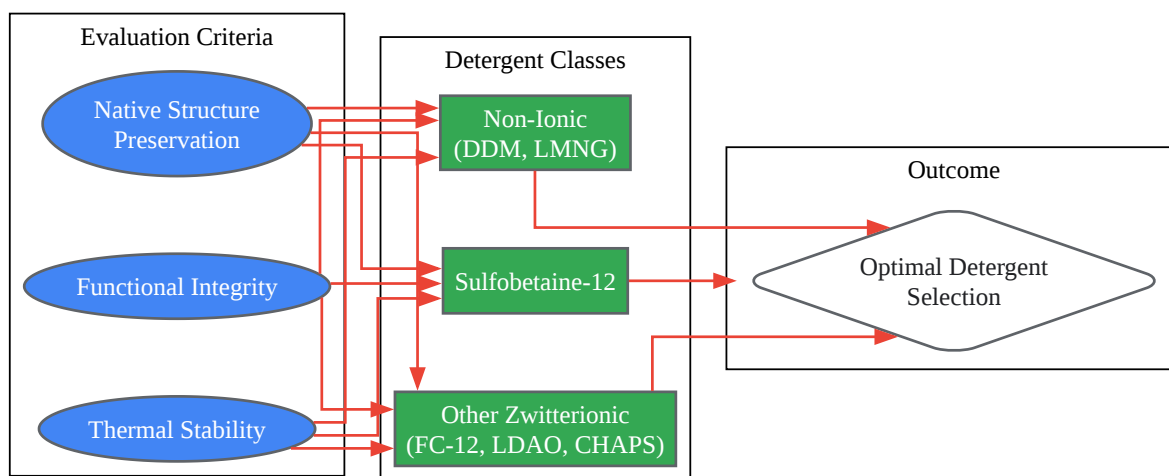 Evaluation Criteria
Native Structure
Preservation
Functional Integrity
Thermal Stability
Detergent Classes
Non-Ionic
(DDM, LMNG)
Sulfobetaine-12
Other Zwitterionic
(FC-12, LDAO, CHAPS)
Outcome
Optimal Detergent
Selection